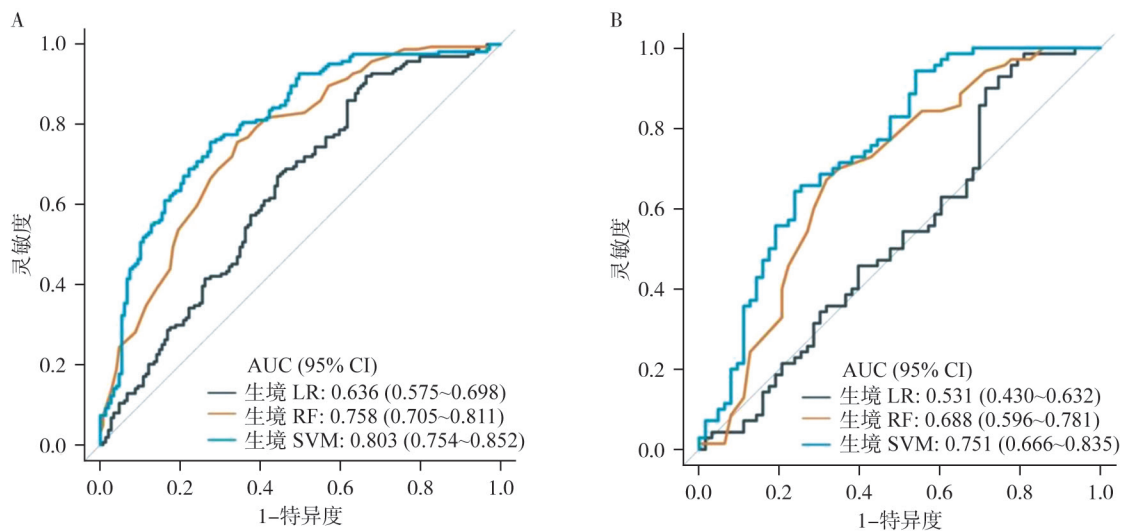 A
1.0
0.8
0.6
0.4
0.2
0.0
灵敏度
AUC (95% CI)
生境 LR: 0.636 (0.575~0.698)
生境 RF: 0.758 (0.705~0.811)
生境 SVM: 0.803 (0.754~0.852)
0.0 0.2 0.4 0.6 0.8 1.0
1-特异度
B
1.0
0.8
0.6
0.4
0.2
0.0
灵敏度
AUC (95% CI)
生境 LR: 0.531 (0.430~0.632)
生境 RF: 0.688 (0.596~0.781)
生境 SVM: 0.751 (0.666~0.835)
0.0 0.2 0.4 0.6 0.8 1.0
1-特异度